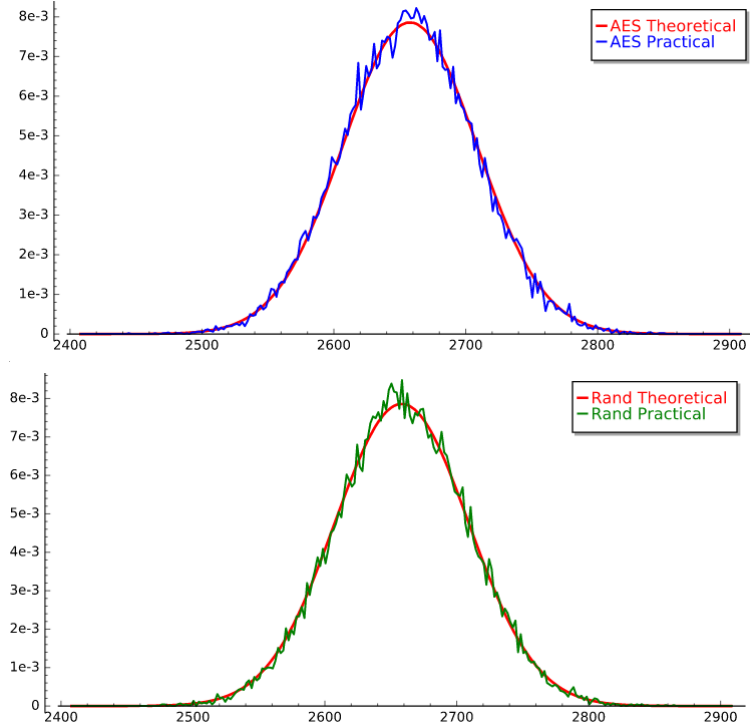 8e-3
7e-3
6e-3
5e-3
4e-3
3e-3
2e-3
1e-3
0
2400 2500 2600 2700 2800 2900
AES Theoretical
AES Practical
8e-3
7e-3
6e-3
5e-3
4e-3
3e-3
2e-3
1e-3
0
2400 2500 2600 2700 2800 2900
Rand Theoretical
Rand Practical